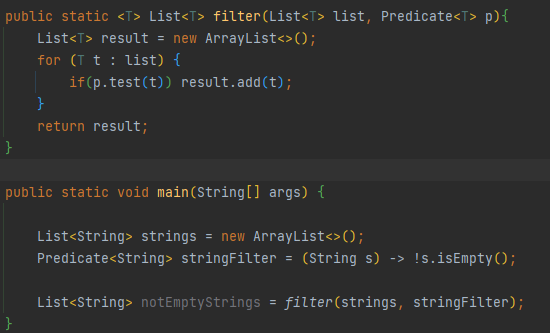 public static <T> List<T> filter(List<T> list, Predicate<T> p){
    List<T> result = new ArrayList<>();
    for (T t : list) {
        if(p.test(t)) result.add(t);
    }
    return result;
}
public static void main(String[] args) {
    List<String> strings = new ArrayList<>();
    Predicate<String> stringFilter = (String s) -> !s.isEmpty();
    List<String> notEmptyStrings = filter(strings, stringFilter);
}